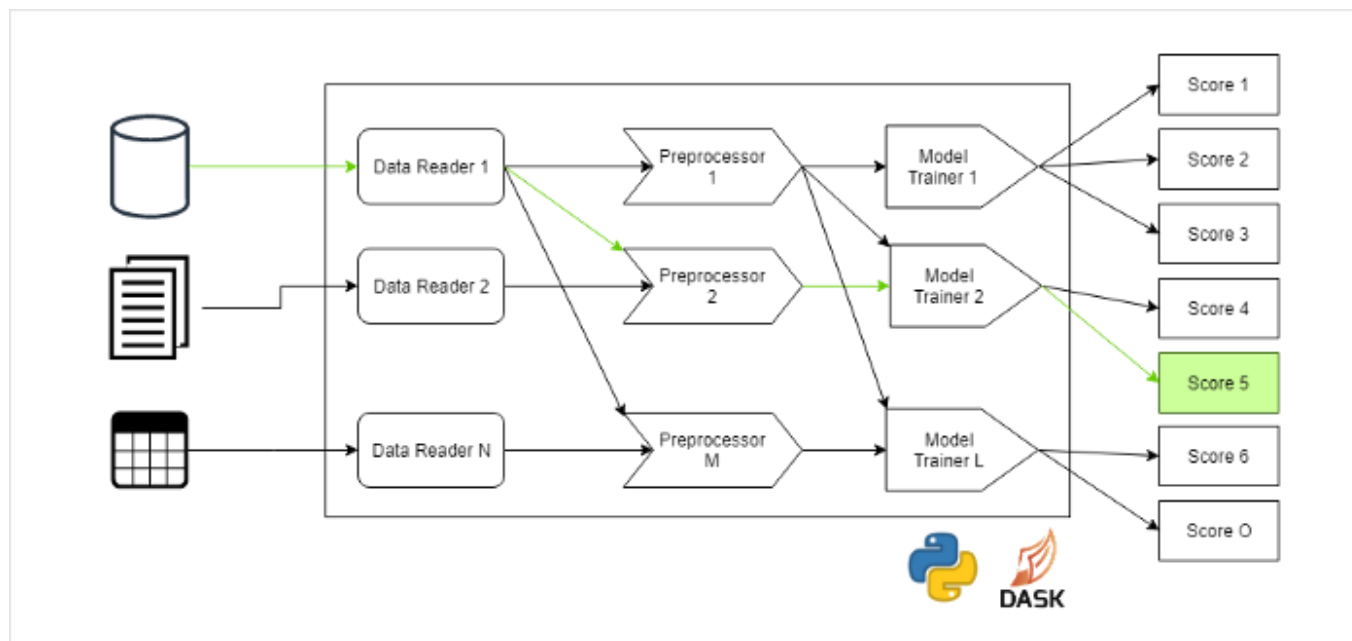 Score 1
Data Reader 1
Preprocessor
1
Model
Trainer 1
Score 2
Score 3
Data Reader 2
Preprocessor
2
Model
Trainer 2
Score 4
Score 5
Data Reader N
Preprocessor
M
Model
Trainer L
Score 6
Score O
DASK